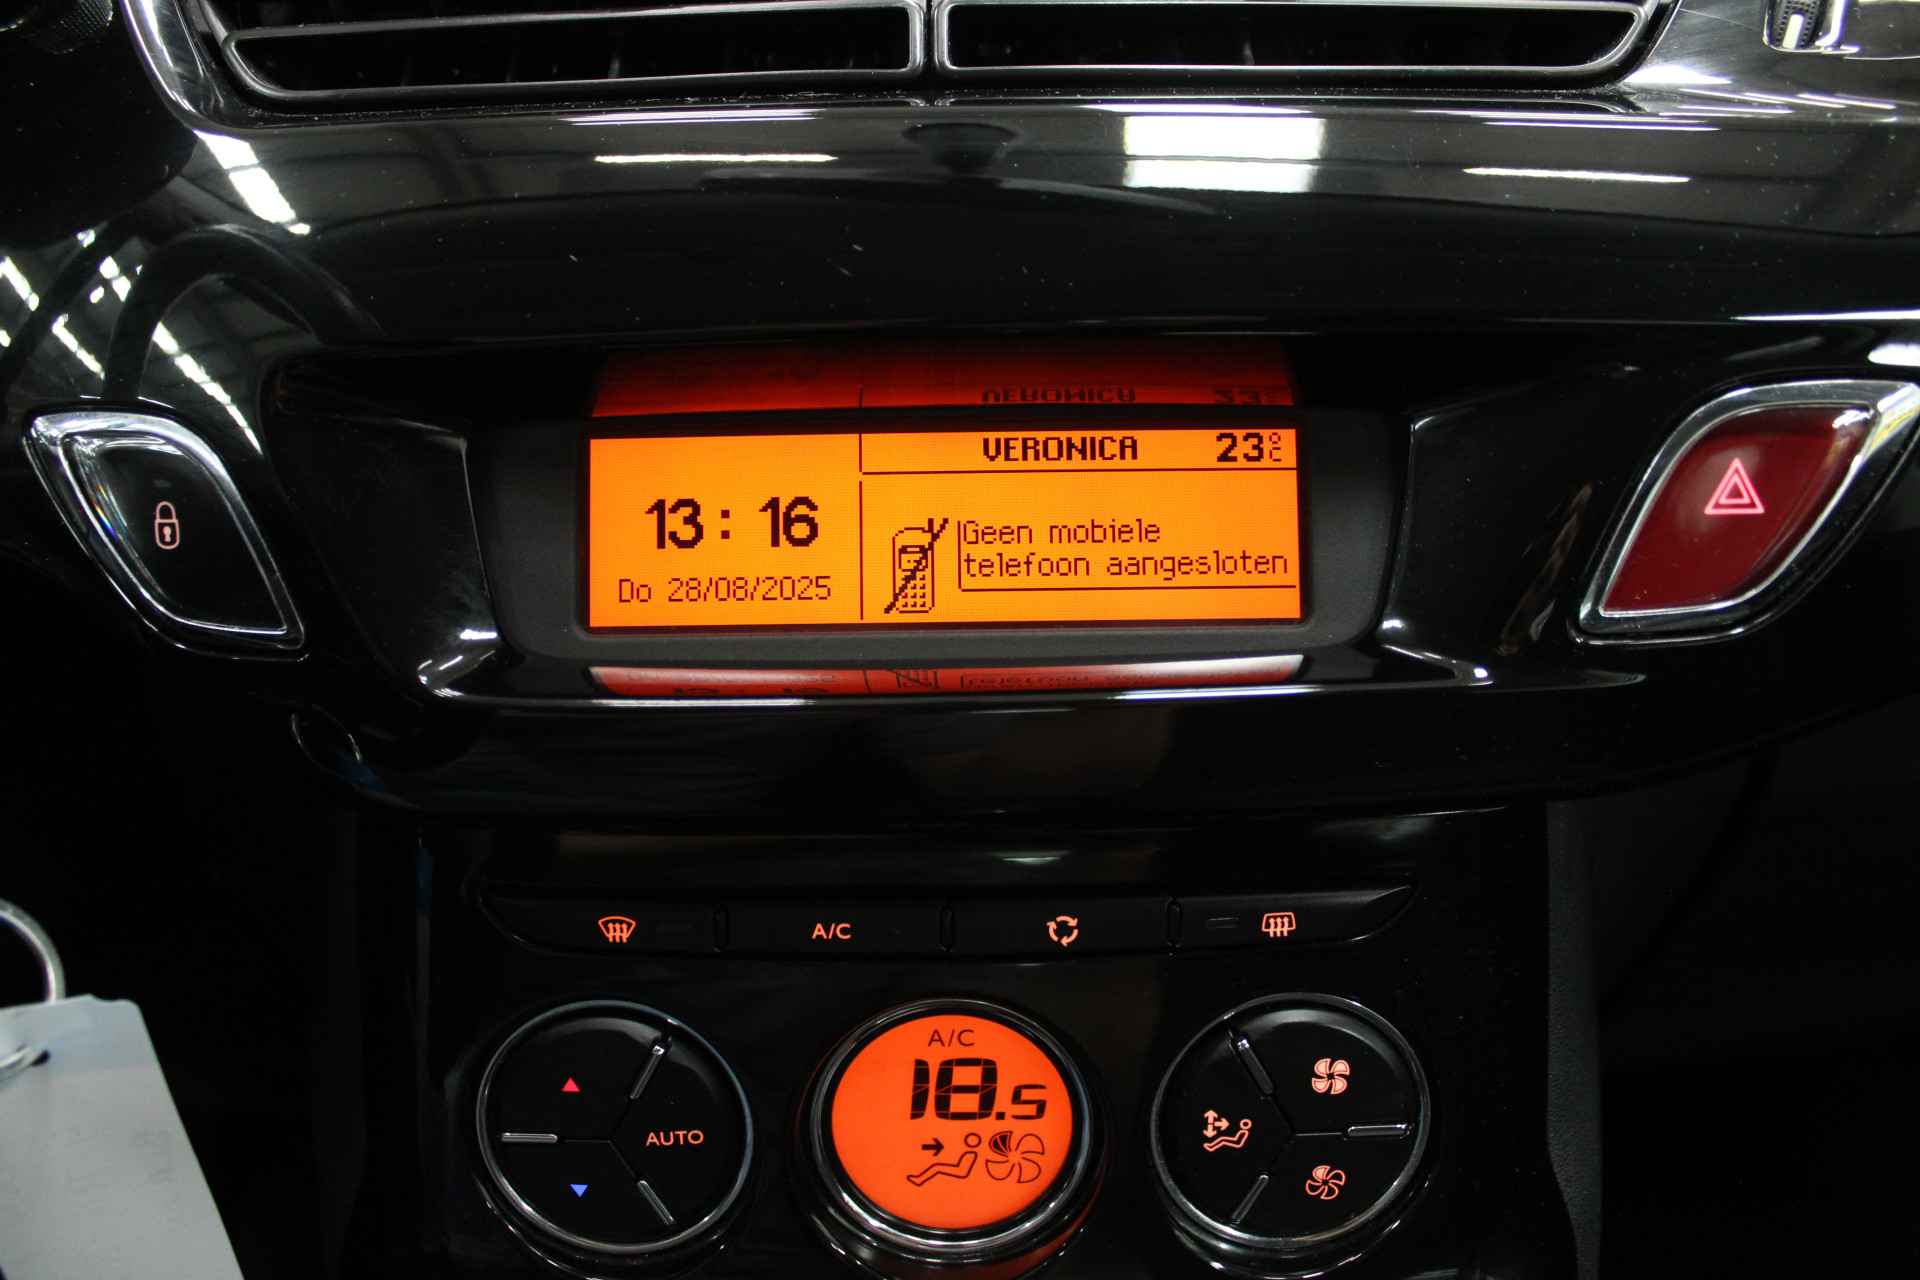 VERONICA 23°C
13:16
Geen mobiele
telefoon aangesloten
Do 28/08/2025
A/C
A/C
18.5
AUTO